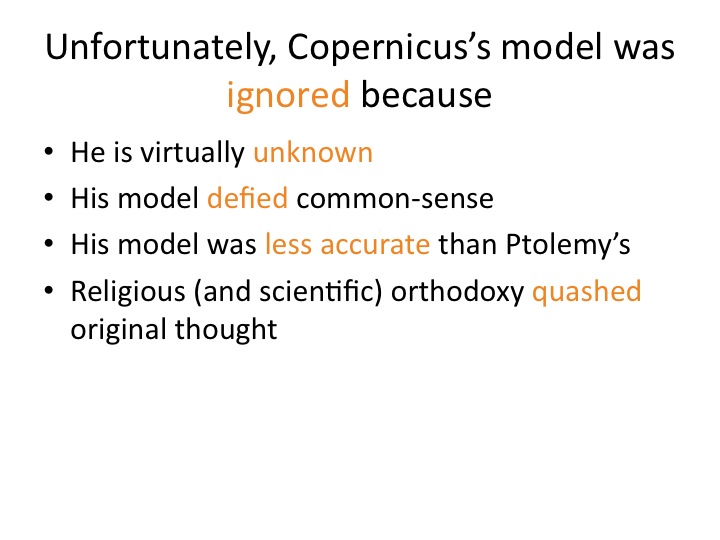 Unfortunately, Copernicus’s model was
ignored because
• He is virtually unknown
• His model defied common-sense
• His model was less accurate than Ptolemy’s
• Religious (and scientific) orthodoxy quashed
original thought